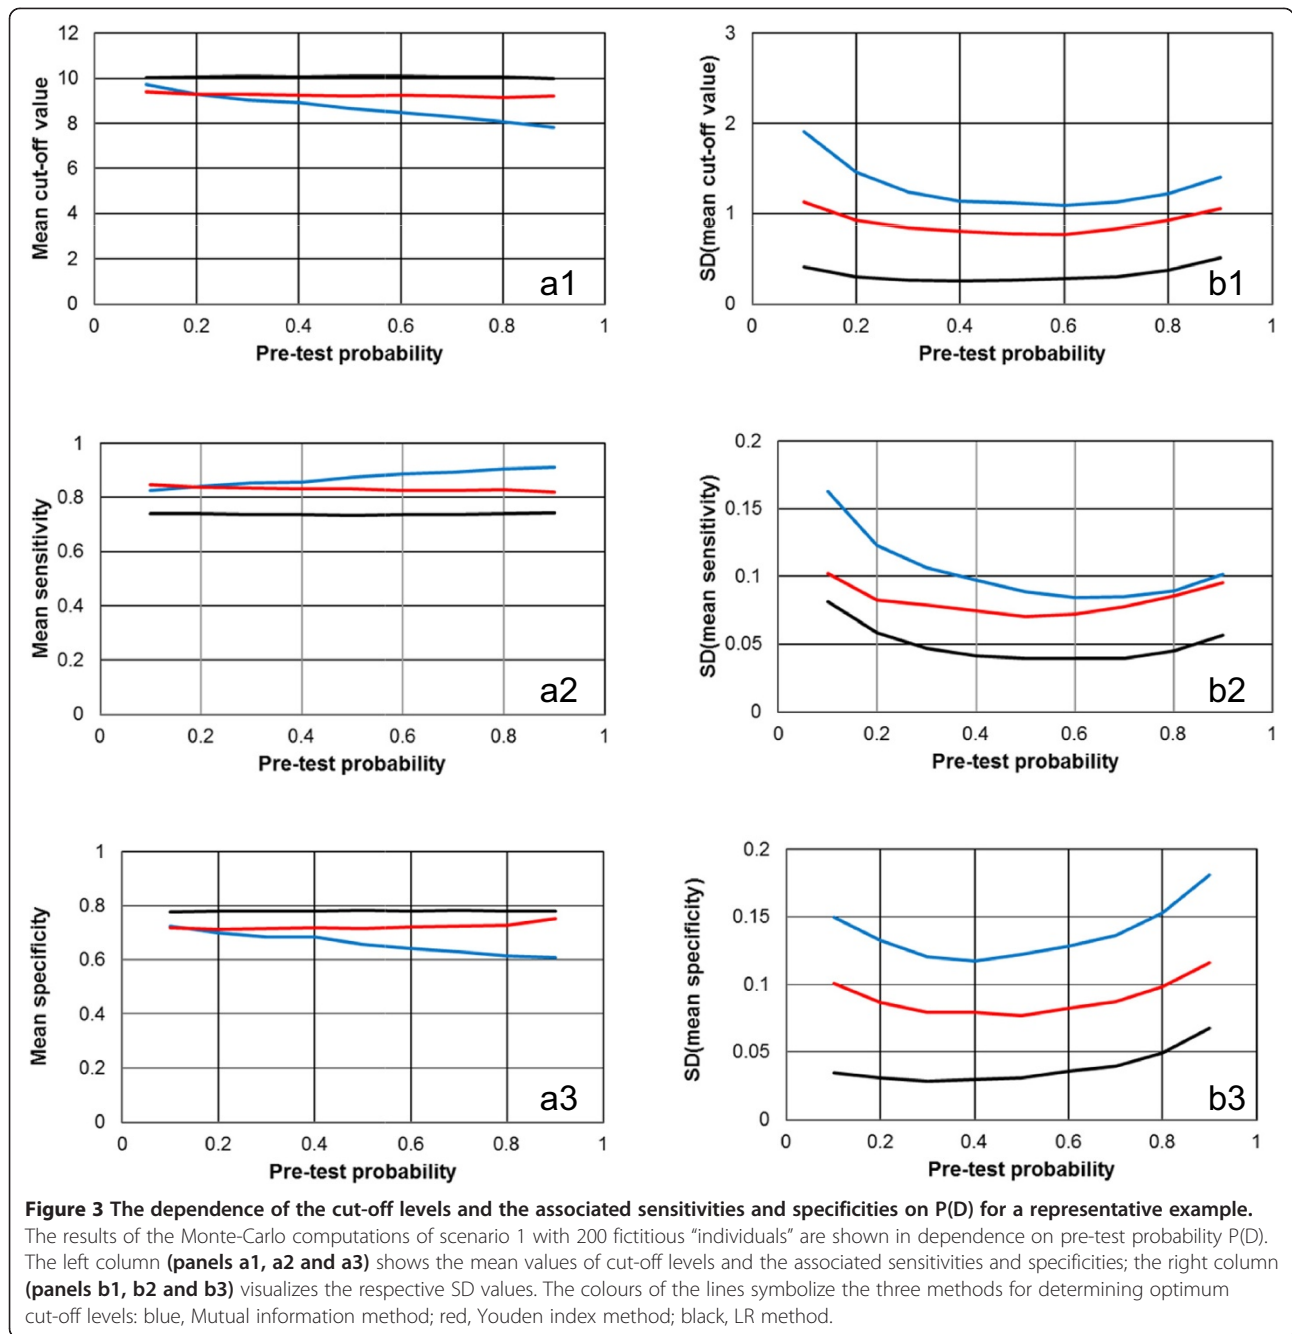 12
10
8
6
4
2
0
Mean cut-off value
a1
0 0.2 0.4 0.6 0.8 1
Pre-test probability
3
2
1
0
SD(mean cut-off value)
b1
0 0.2 0.4 0.6 0.8 1
Pre-test probability
1
0.8
0.6
0.4
0.2
0
Mean sensitivity
a2
0 0.2 0.4 0.6 0.8 1
Pre-test probability
0.2
0.15
0.1
0.05
0
SD(mean sensitivity)
b2
0 0.2 0.4 0.6 0.8 1
Pre-test probability
1
0.8
0.6
0.4
0.2
0
Mean specificity
a3
0 0.2 0.4 0.6 0.8 1
Pre-test probability
0.2
0.15
0.1
0.05
0
SD(mean specificity)
b3
0 0.2 0.4 0.6 0.8 1
Pre-test probability
Figure 3 The dependence of the cut-off levels and the associated sensitivities and specificities on P(D) for a representative example.
The results of the Monte-Carlo computations of scenario 1 with 200 fictitious “individuals” are shown in dependence on pre-test probability P(D).
The left column (panels a1, a2 and a3) shows the mean values of cut-off levels and the associated sensitivities and specificities; the right column
(panels b1, b2 and b3) visualizes the respective SD values. The colours of the lines symbolize the three methods for determining optimum
cut-off levels: blue, Mutual information method; red, Youden index method; black, LR method.